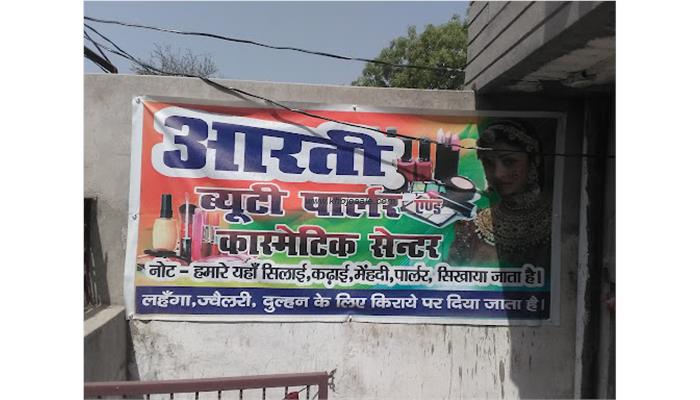 आरती
ब्यूटी पार्लर एण्ड
कास्मेटिक सेन्टर
नोट - हमारे यहाँ सिलाई, कढ़ाई, मेंहदी, पार्लर, सिखाया जाता है।
लहँगा, ज्वैलरी, दुल्हन के लिए किराये पर दिया जाता है।